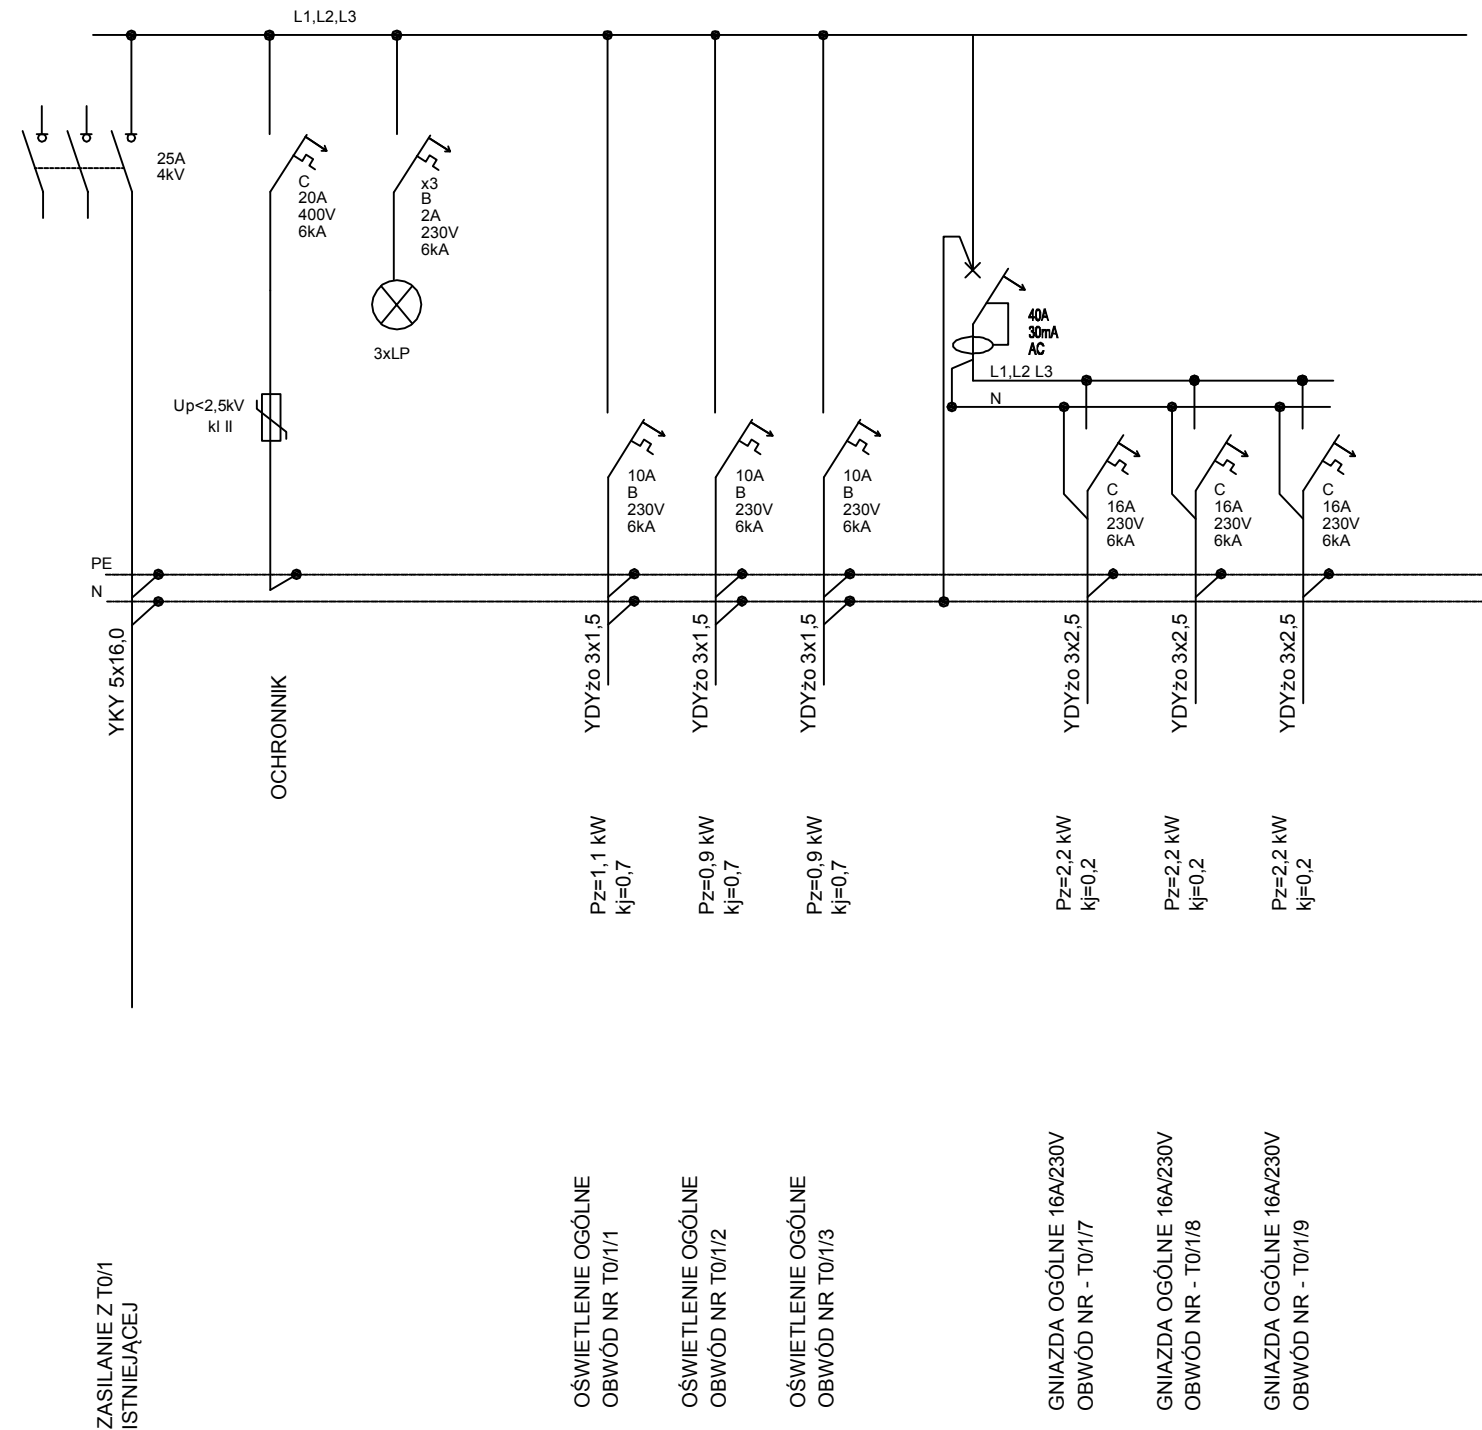 L1,L2,L3
25A
4kV
C
20A
400V
6kA
x3
B
2A
230V
6kA
3xLP
Up<2,5kV
kl II
40A
30mA
AC
L1,L2 L3
N
10A
B
230V
6kA
10A
B
230V
6kA
10A
B
230V
6kA
C
16A
230V
6kA
C
16A
230V
6kA
C
16A
230V
6kA
PE
N
YKY 5x16,0
OCHRONNIK
YDYżo 3x1,5
YDYżo 3x1,5
YDYżo 3x1,5
YDYżo 3x2,5
YDYżo 3x2,5
YDYżo 3x2,5
Pz=1,1 kW
kj=0,7
Pz=0,9 kW
kj=0,7
Pz=0,9 kW
kj=0,7
Pz=2,2 kW
kj=0,2
Pz=2,2 kW
kj=0,2
Pz=2,2 kW
kj=0,2
ZASILANIE Z T0/1
ISTNIEJĄCEJ
OŚWIETLENIE OGÓLNE
OBWÓD NR T0/1/1
OŚWIETLENIE OGÓLNE
OBWÓD NR T0/1/2
OŚWIETLENIE OGÓLNE
OBWÓD NR T0/1/3
GNIAZDA OGÓLNE 16A/230V
OBWÓD NR - T0/1/7
GNIAZDA OGÓLNE 16A/230V
OBWÓD NR - T0/1/8
GNIAZDA OGÓLNE 16A/230V
OBWÓD NR - T0/1/9